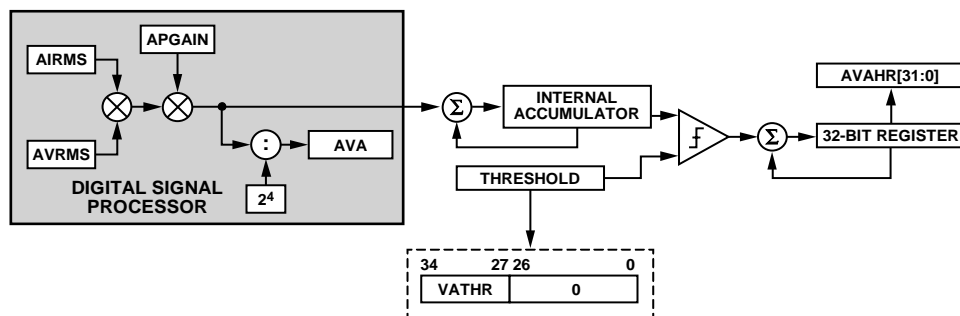 APGAIN
AIRMS
AVRMS
:
AVA
2⁴
DIGITAL SIGNAL
PROCESSOR
Σ
INTERNAL
ACCUMULATOR
THRESHOLD
Σ
AVAHR[31:0]
32-BIT REGISTER
34 27 26 0
VATHR 0